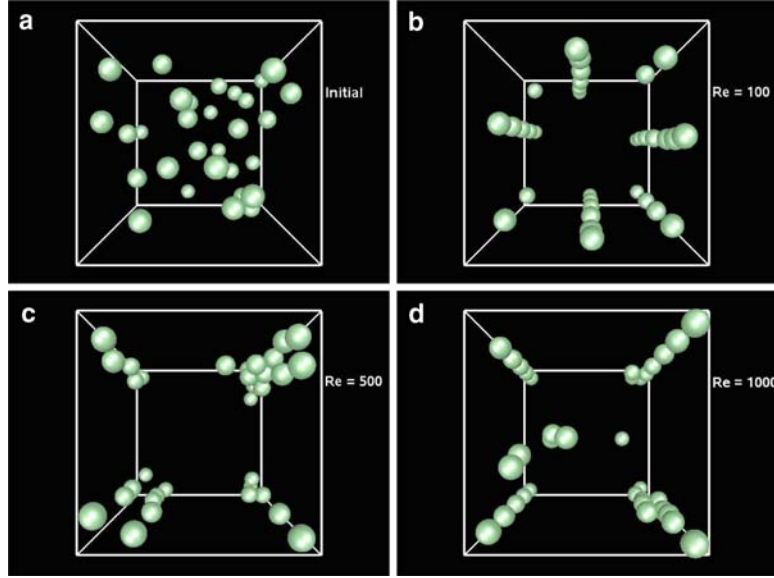 a
Initial
b
Re = 100
c
Re = 500
d
Re = 1000